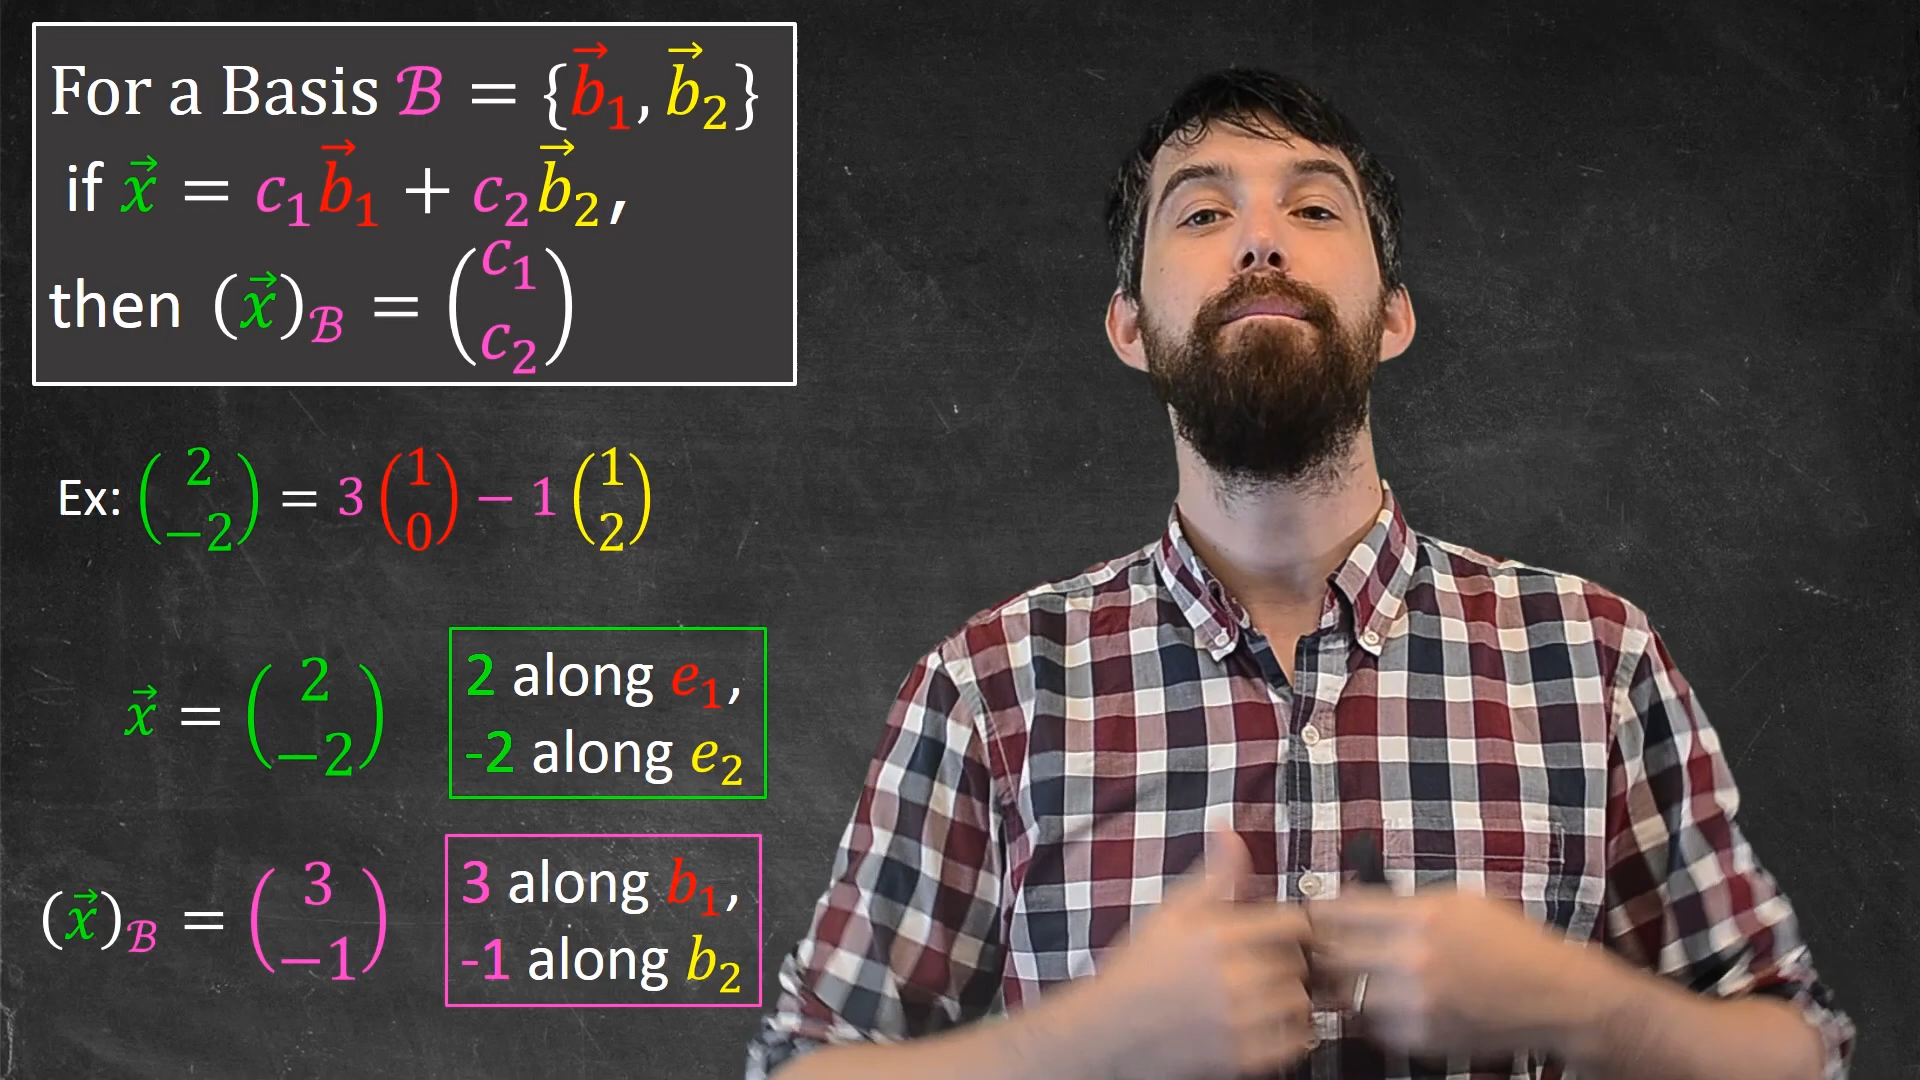 For a Basis ℬ = {b⃗₁, b⃗₂}
if x⃗ = c₁b⃗₁ + c₂b⃗₂,
then (x⃗)ℬ = (c₁ c₂)
Ex: (2 −2) = 3 (1 0) − 1 (1 2)
x⃗ = (2 −2)
2 along e₁,
-2 along e₂
(x⃗)ℬ = (3 −1)
3 along b₁,
-1 along b₂